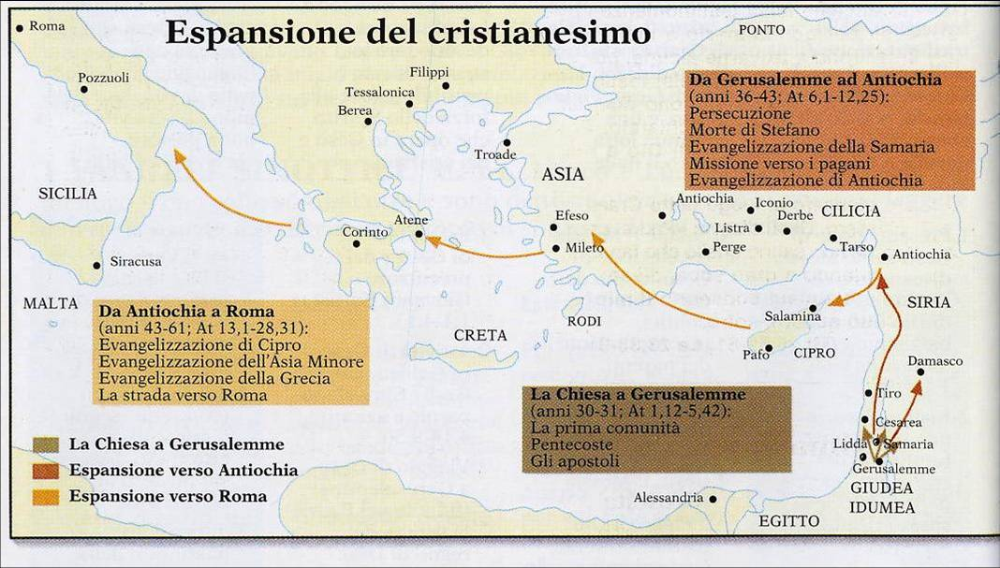 Espansione del cristianesimo
Roma
Pozzuoli
Filippi
Tessalonica
Berea
Troade
PONTO
Da Gerusalemme ad Antiochia
(anni 36-43; At 6,1-12,25):
Persecuzione
Morte di Stefano
Evangelizzazione della Samaria
Missione verso i pagani
Evangelizzazione di Antiochia
ASIA
SICILIA
Siracusa
MALTA
Corinto
Atene
Efeso
Mileto
Antiochia
Iconio
Derbe
Listra
Perge
CILICIA
Tarso
Antiochia
SIRIA
Salamina
Pafo
CIPRO
RODI
CRETA
Damasco
Tiro
Cesarea
Lidda
Samaria
Gerusalemme
GIUDEA
IDUMEA
Alessandria
EGITTO
Da Antiochia a Roma
(anni 43-61; At 13,1-28,31):
Evangelizzazione di Cipro
Evangelizzazione dell'Asia Minore
Evangelizzazione della Grecia
La strada verso Roma
La Chiesa a Gerusalemme
(anni 30-31; At 1,12-5,42):
La prima comunità
Pentecoste
Gli apostoli
La Chiesa a Gerusalemme
Espansione verso Antiochia
Espansione verso Roma